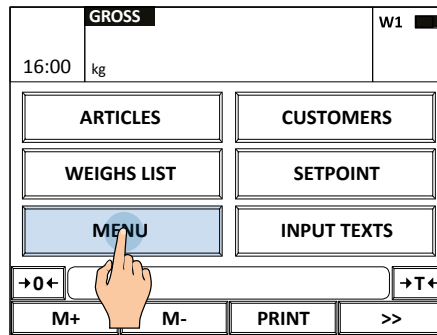 GROSS
W1
16:00 kg
ARTICLES CUSTOMERS
WEIGHS LIST SETPOINT
MENU INPUT TEXTS
→0← →T←
M+ M- PRINT >>